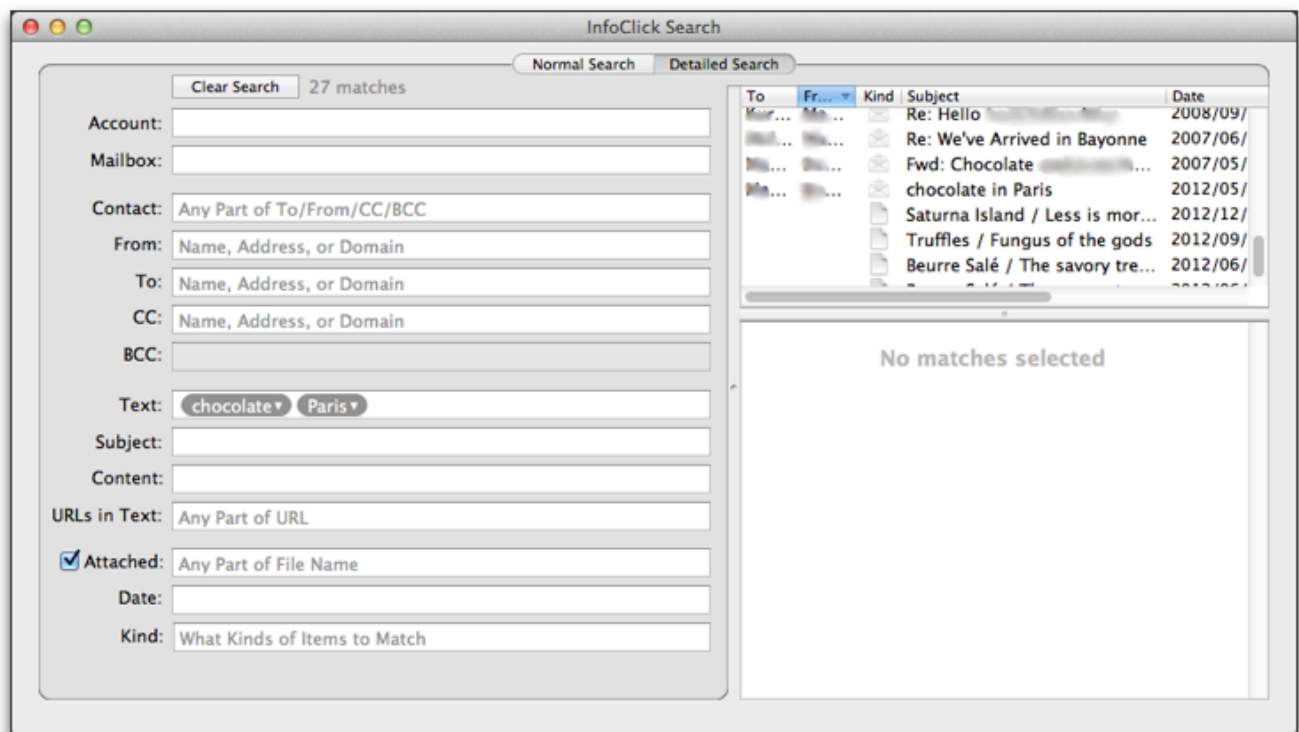 InfoClick Search
Normal Search Detailed Search
Clear Search 27 matches
Account:
Mailbox:
Contact: Any Part of To/From/CC/BCC
From: Name, Address, or Domain
To: Name, Address, or Domain
CC: Name, Address, or Domain
BCC:
Text: chocolate Paris
Subject:
Content:
URLs in Text: Any Part of URL
Attached: Any Part of File Name
Date:
Kind: What Kinds of Items to Match
To Fr... Kind Subject Date
Re: Hello 2008/09/
Re: We've Arrived in Bayonne 2007/06/
Fwd: Chocolate ... 2007/05/
chocolate in Paris 2012/05/
Saturna Island / Less is mor... 2012/12/
Truffles / Fungus of the gods 2012/09/
Beurre Salé / The savory tre... 2012/06/
No matches selected